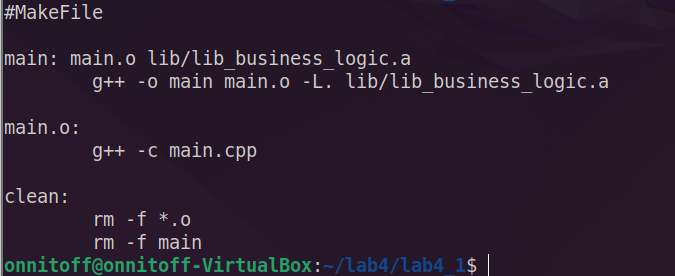 #MakeFile
main: main.o lib/lib_business_logic.a
g++ -o main main.o -L. lib/lib_business_logic.a
main.o:
g++ -c main.cpp
clean:
rm -f *.o
rm -f main
onnitoff@onnitoff-VirtualBox:~/lab4/lab4_1$